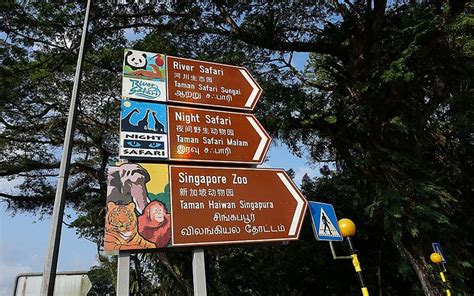 River Safari
河川生态园
Taman Safari Sungai
ஆற்று சஃபாரி
River
Safari
Night Safari
夜间野生动物园
Taman Safari Malam
இரவு சஃபாரி
NIGHT
SAFARI
Singapore Zoo
新加坡动物园
Taman Haiwan Singapura
சிங்கப்பூர்
விலங்கியல் தோட்டம்